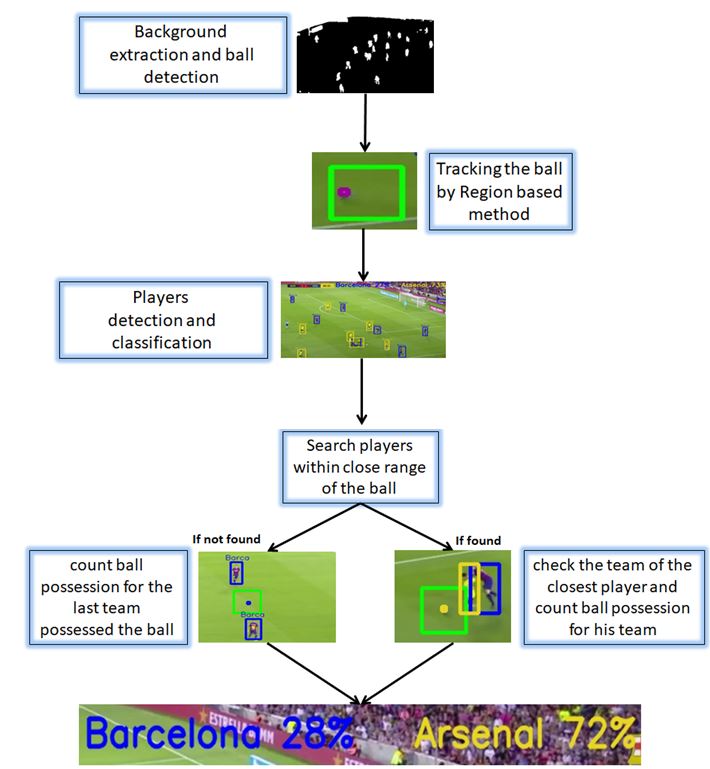 Background
extraction and ball
detection
Tracking the ball
by Region based
method
Barcelona 27% Arsenal 73%
Players
detection and
classification
Search players
within close range
of the ball
If not found
If found
count ball
possession for the
last team
possessed the ball
Barca
Barca
check the team of the
closest player and
count ball possession
for his team
ESTRELLA
Barcelona 28% Arsenal 72%